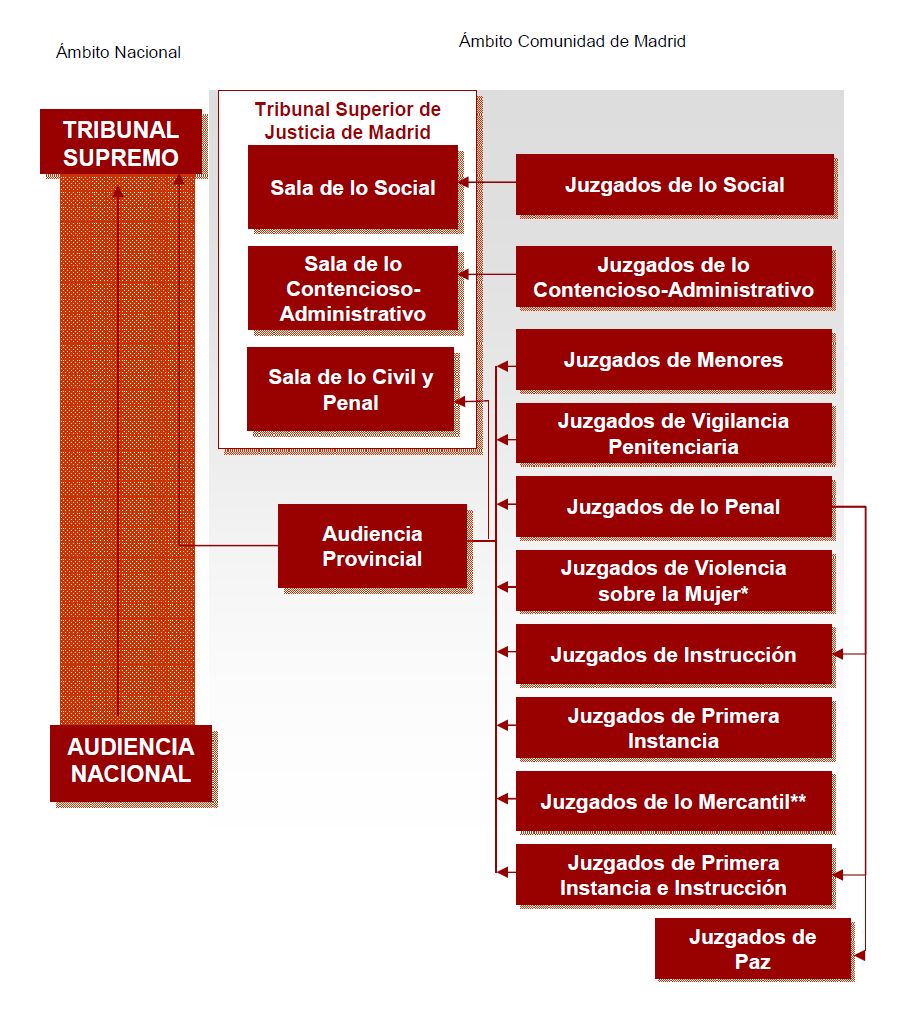 Ámbito Nacional
Ámbito Comunidad de Madrid
TRIBUNAL
SUPREMO
Tribunal Superior de
Justicia de Madrid
Sala de lo Social
Juzgados de lo Social
Sala de lo
Contencioso-
Administrativo
Juzgados de lo
Contencioso-Administrativo
Sala de lo Civil y
Penal
Juzgados de Menores
Juzgados de Vigilancia
Penitenciaria
Juzgados de lo Penal
Audiencia
Provincial
Juzgados de Violencia
sobre la Mujer*
Juzgados de Instrucción
Juzgados de Primera
Instancia
AUDIENCIA
NACIONAL
Juzgados de lo Mercantil**
Juzgados de Primera
Instancia e Instrucción
Juzgados de
Paz